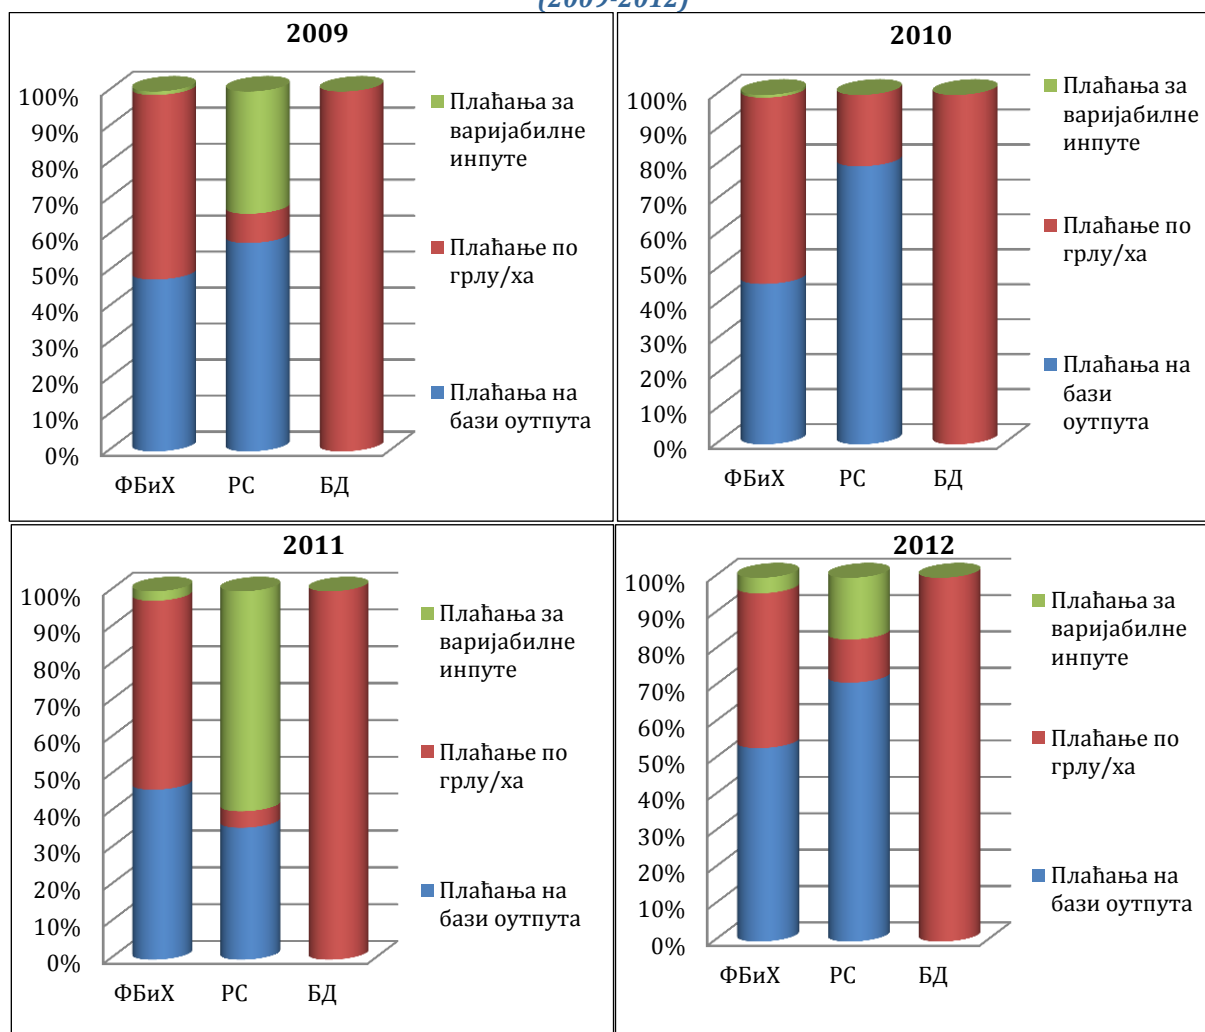 (2009-2012)
2009
100%
90%
80%
70%
60%
50%
40%
30%
20%
10%
0%
ФБиХ РС БД
Плаћања за
варијабилне
инпуте
Плаћање по
грлу/ха
Плаћања на
бази оутпута
2010
100%
90%
80%
70%
60%
50%
40%
30%
20%
10%
0%
ФБиХ РС БД
Плаћања за
варијабилне
инпуте
Плаћање по
грлу/ха
Плаћања на
бази
оутпута
2011
100%
90%
80%
70%
60%
50%
40%
30%
20%
10%
0%
ФБиХ РС БД
Плаћања за
варијабилне
инпуте
Плаћање по
грлу/ха
Плаћања на
бази оутпута
2012
100%
90%
80%
70%
60%
50%
40%
30%
20%
10%
0%
ФБиХ РС БД
Плаћања за
варијабилне
инпуте
Плаћање по
грлу/ха
Плаћања на
бази оутпута